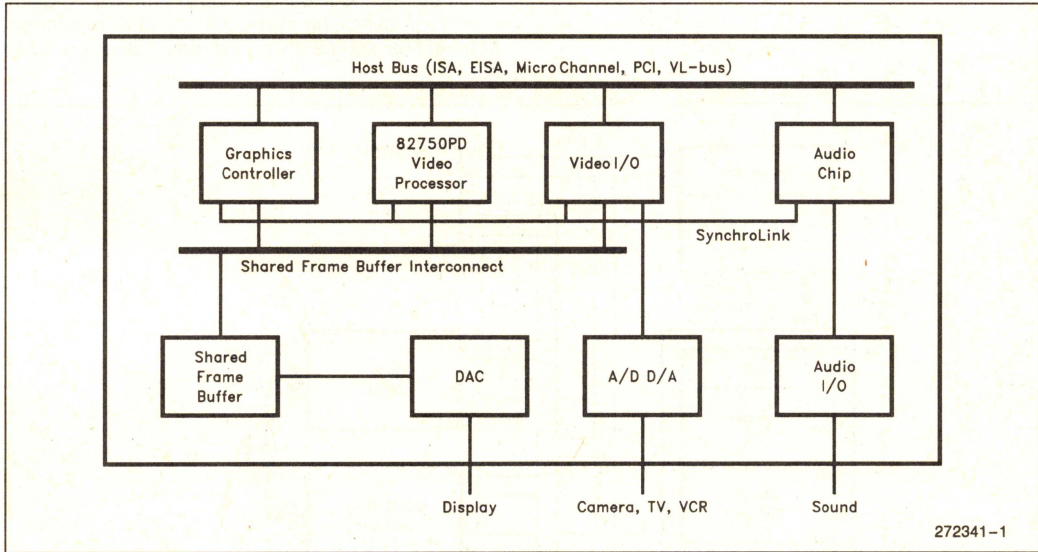 Host Bus (ISA, EISA, Micro Channel, PCI, VL-bus)
Graphics
Controller
82750PD
Video
Processor
Video I/O
Audio
Chip
SynchroLink
Shared Frame Buffer Interconnect
Shared
Frame
Buffer
DAC
A/D D/A
Audio
I/O
Display
Camera, TV, VCR
Sound
272341-1